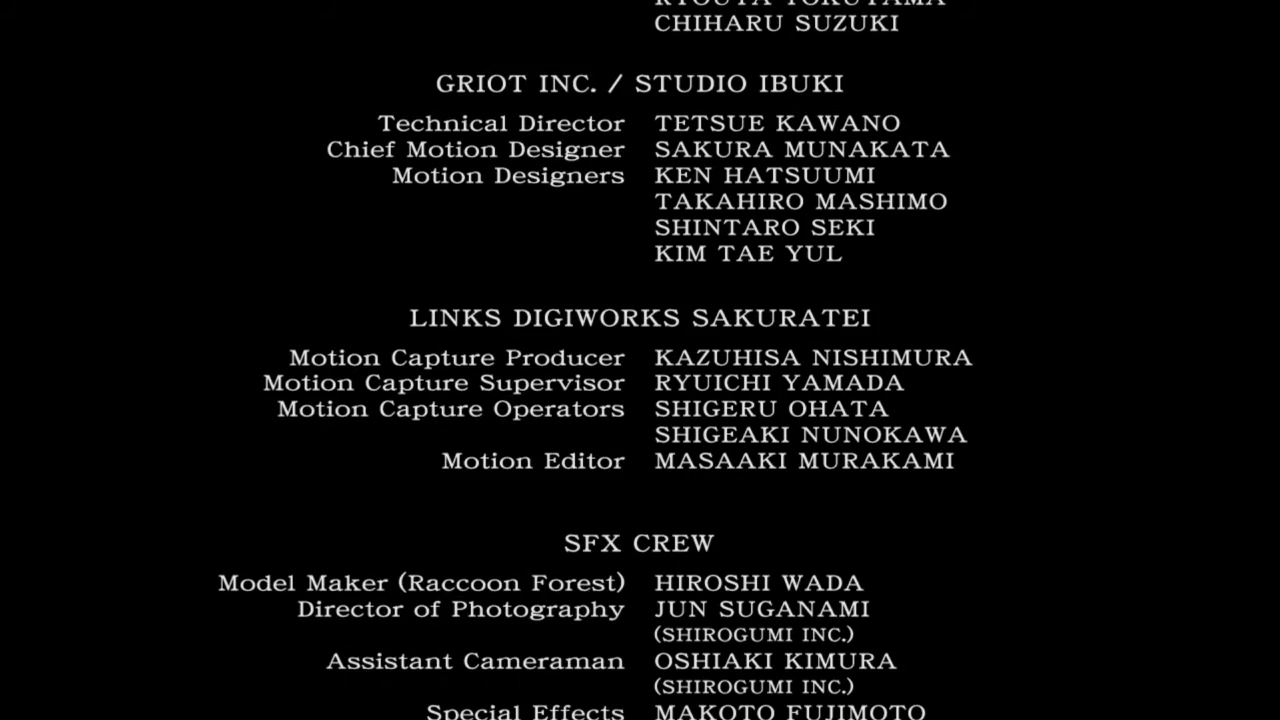 RYOUTA TOKUYAMA
CHIHARU SUZUKI
GRIOT INC. / STUDIO IBUKI
Technical Director TETSUE KAWANO
Chief Motion Designer SAKURA MUNAKATA
Motion Designers KEN HATSUUMI
TAKAHIRO MASHIMO
SHINTARO SEKI
KIM TAE YUL
LINKS DIGIWORKS SAKURATEI
Motion Capture Producer KAZUHISA NISHIMURA
Motion Capture Supervisor RYUICHI YAMADA
Motion Capture Operators SHIGERU OHATA
SHIGEAKI NUNOKAWA
Motion Editor MASAAKI MURAKAMI
SFX CREW
Model Maker (Raccoon Forest) HIROSHI WADA
Director of Photography JUN SUGANAMI
(SHIROGUMI INC.)
Assistant Cameraman OSHIAKI KIMURA
(SHIROGUMI INC.)
Special Effects MAKOTO FUJIMOTO